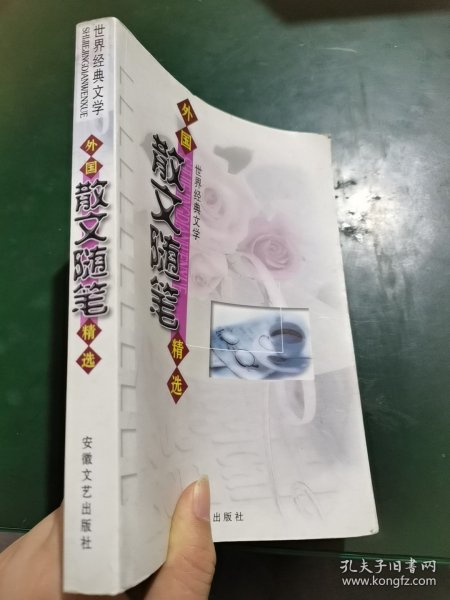 世界经典文学
SHIJIEJINGDIANWENXUE
外国
散文随笔
精选
安徽文艺出版社
外国
散文随笔
精选
世界经典文学
出版社
孔夫子旧书网
www.kongfz.com